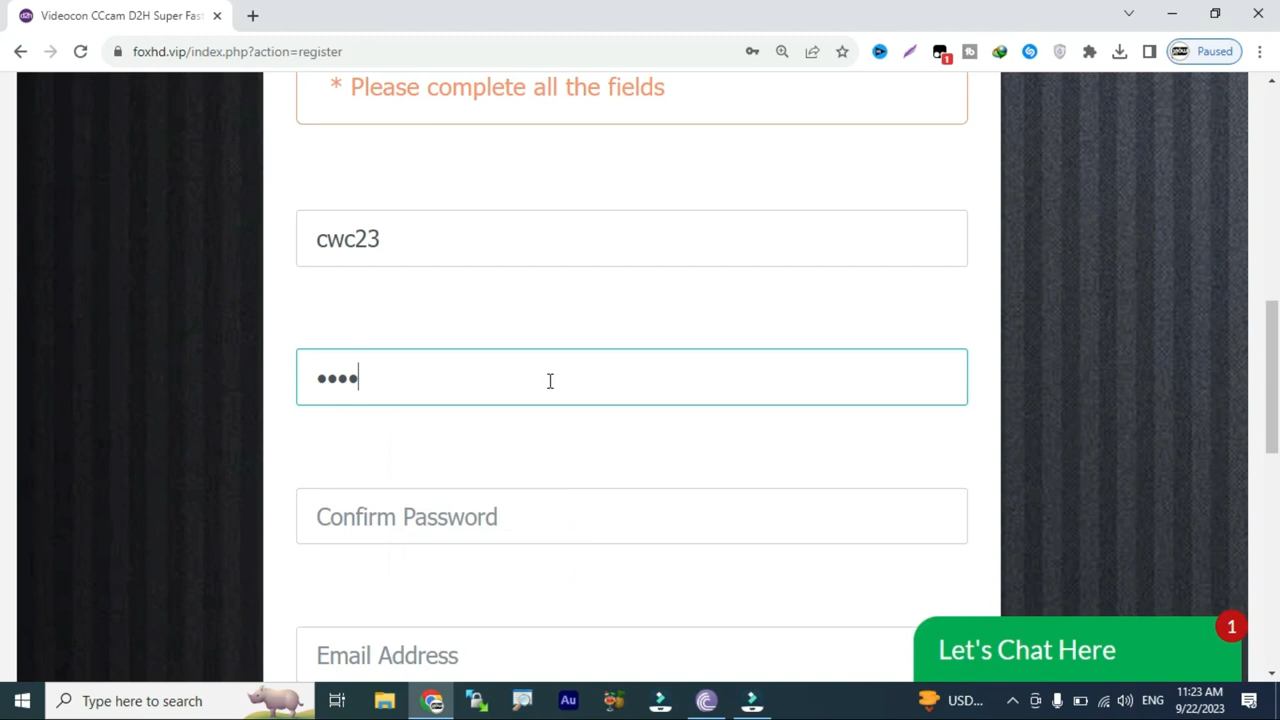 Videocon CCcam D2H Super Fast
foxhd.vip/index.php?action=register
1
Paused
* Please complete all the fields
cwc23
••••
Confirm Password
Email Address
Let's Chat Here
1
Type here to search
Au
USD...
ENG
11:23 AM
9/22/2023